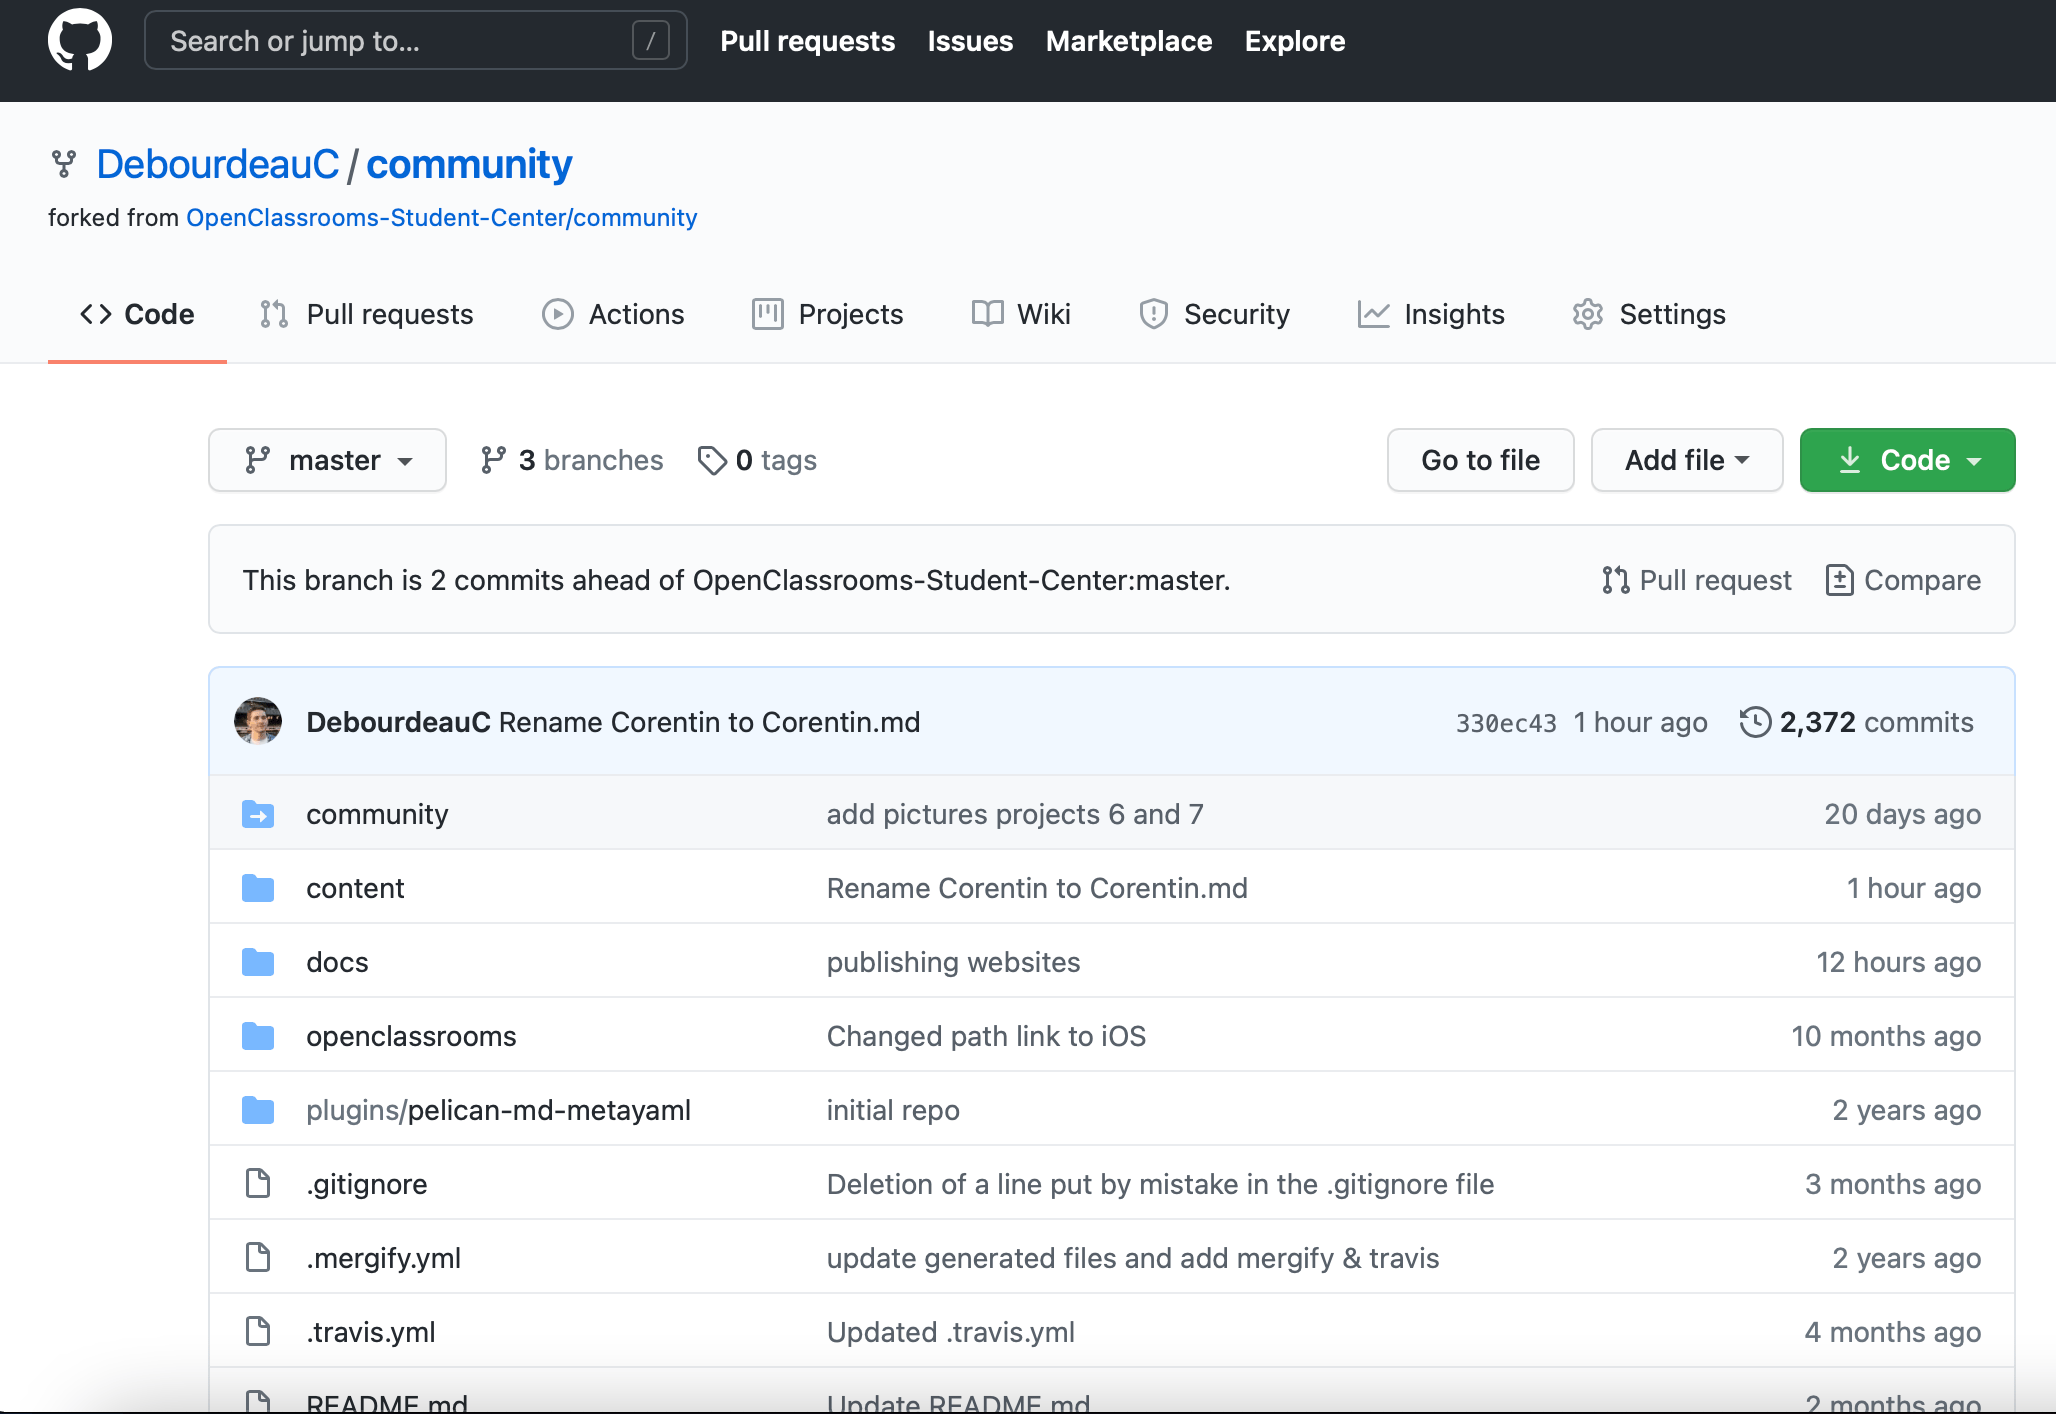 Search or jump to... / Pull requests Issues Marketplace Explore
DebourdeauC / community
forked from OpenClassrooms-Student-Center/community
Code Pull requests Actions Projects Wiki Security Insights Settings
master 3 branches 0 tags Go to file Add file Code
This branch is 2 commits ahead of OpenClassrooms-Student-Center:master. Pull request Compare
DebourdeauC Rename Corentin to Corentin.md 330ec43 1 hour ago 2,372 commits
community add pictures projects 6 and 7 20 days ago
content Rename Corentin to Corentin.md 1 hour ago
docs publishing websites 12 hours ago
openclassrooms Changed path link to iOS 10 months ago
plugins/pelican-md-metayaml initial repo 2 years ago
.gitignore Deletion of a line put by mistake in the .gitignore file 3 months ago
.mergify.yml update generated files and add mergify & travis 2 years ago
.travis.yml Updated .travis.yml 4 months ago
README.md Update README.md 2 months ago